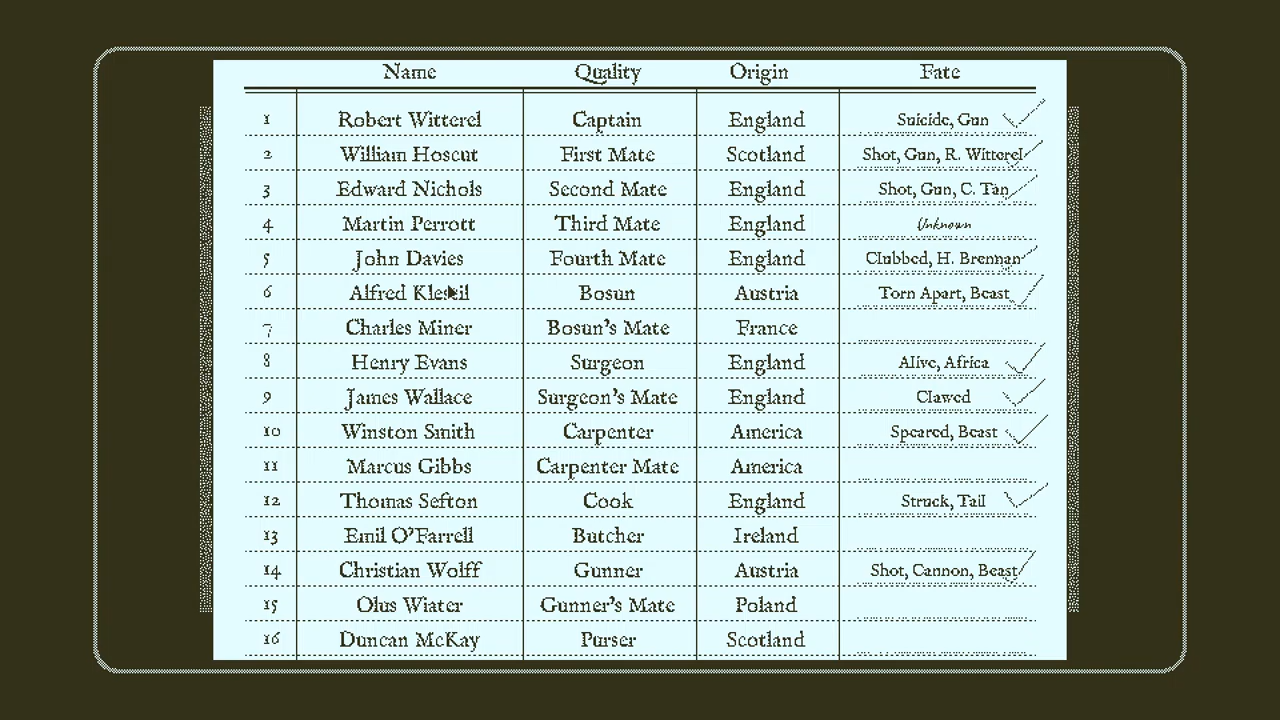 Name Quality Origin Fate
1 Robert Witterel Captain England Suicide, Gun
2 William Hoscut First Mate Scotland Shot, Gun, R. Witterel
3 Edward Nichols Second Mate England Shot, Gun, C. Tan
4 Martin Perrott Third Mate England Unknown
5 John Davies Fourth Mate England Clubbed, H. Brennan
6 Alfred Klestil Bosun Austria Torn Apart, Beast
7 Charles Miner Bosun's Mate France
8 Henry Evans Surgeon England Alive, Africa
9 James Wallace Surgeon's Mate England Clawed
10 Winston Smith Carpenter America Speared, Beast
11 Marcus Gibbs Carpenter Mate America
12 Thomas Sefton Cook England Struck, Tail
13 Emil O'Farrell Butcher Ireland
14 Christian Wolff Gunner Austria Shot, Cannon, Beast
15 Olus Wiater Gunner's Mate Poland
16 Duncan McKay Purser Scotland